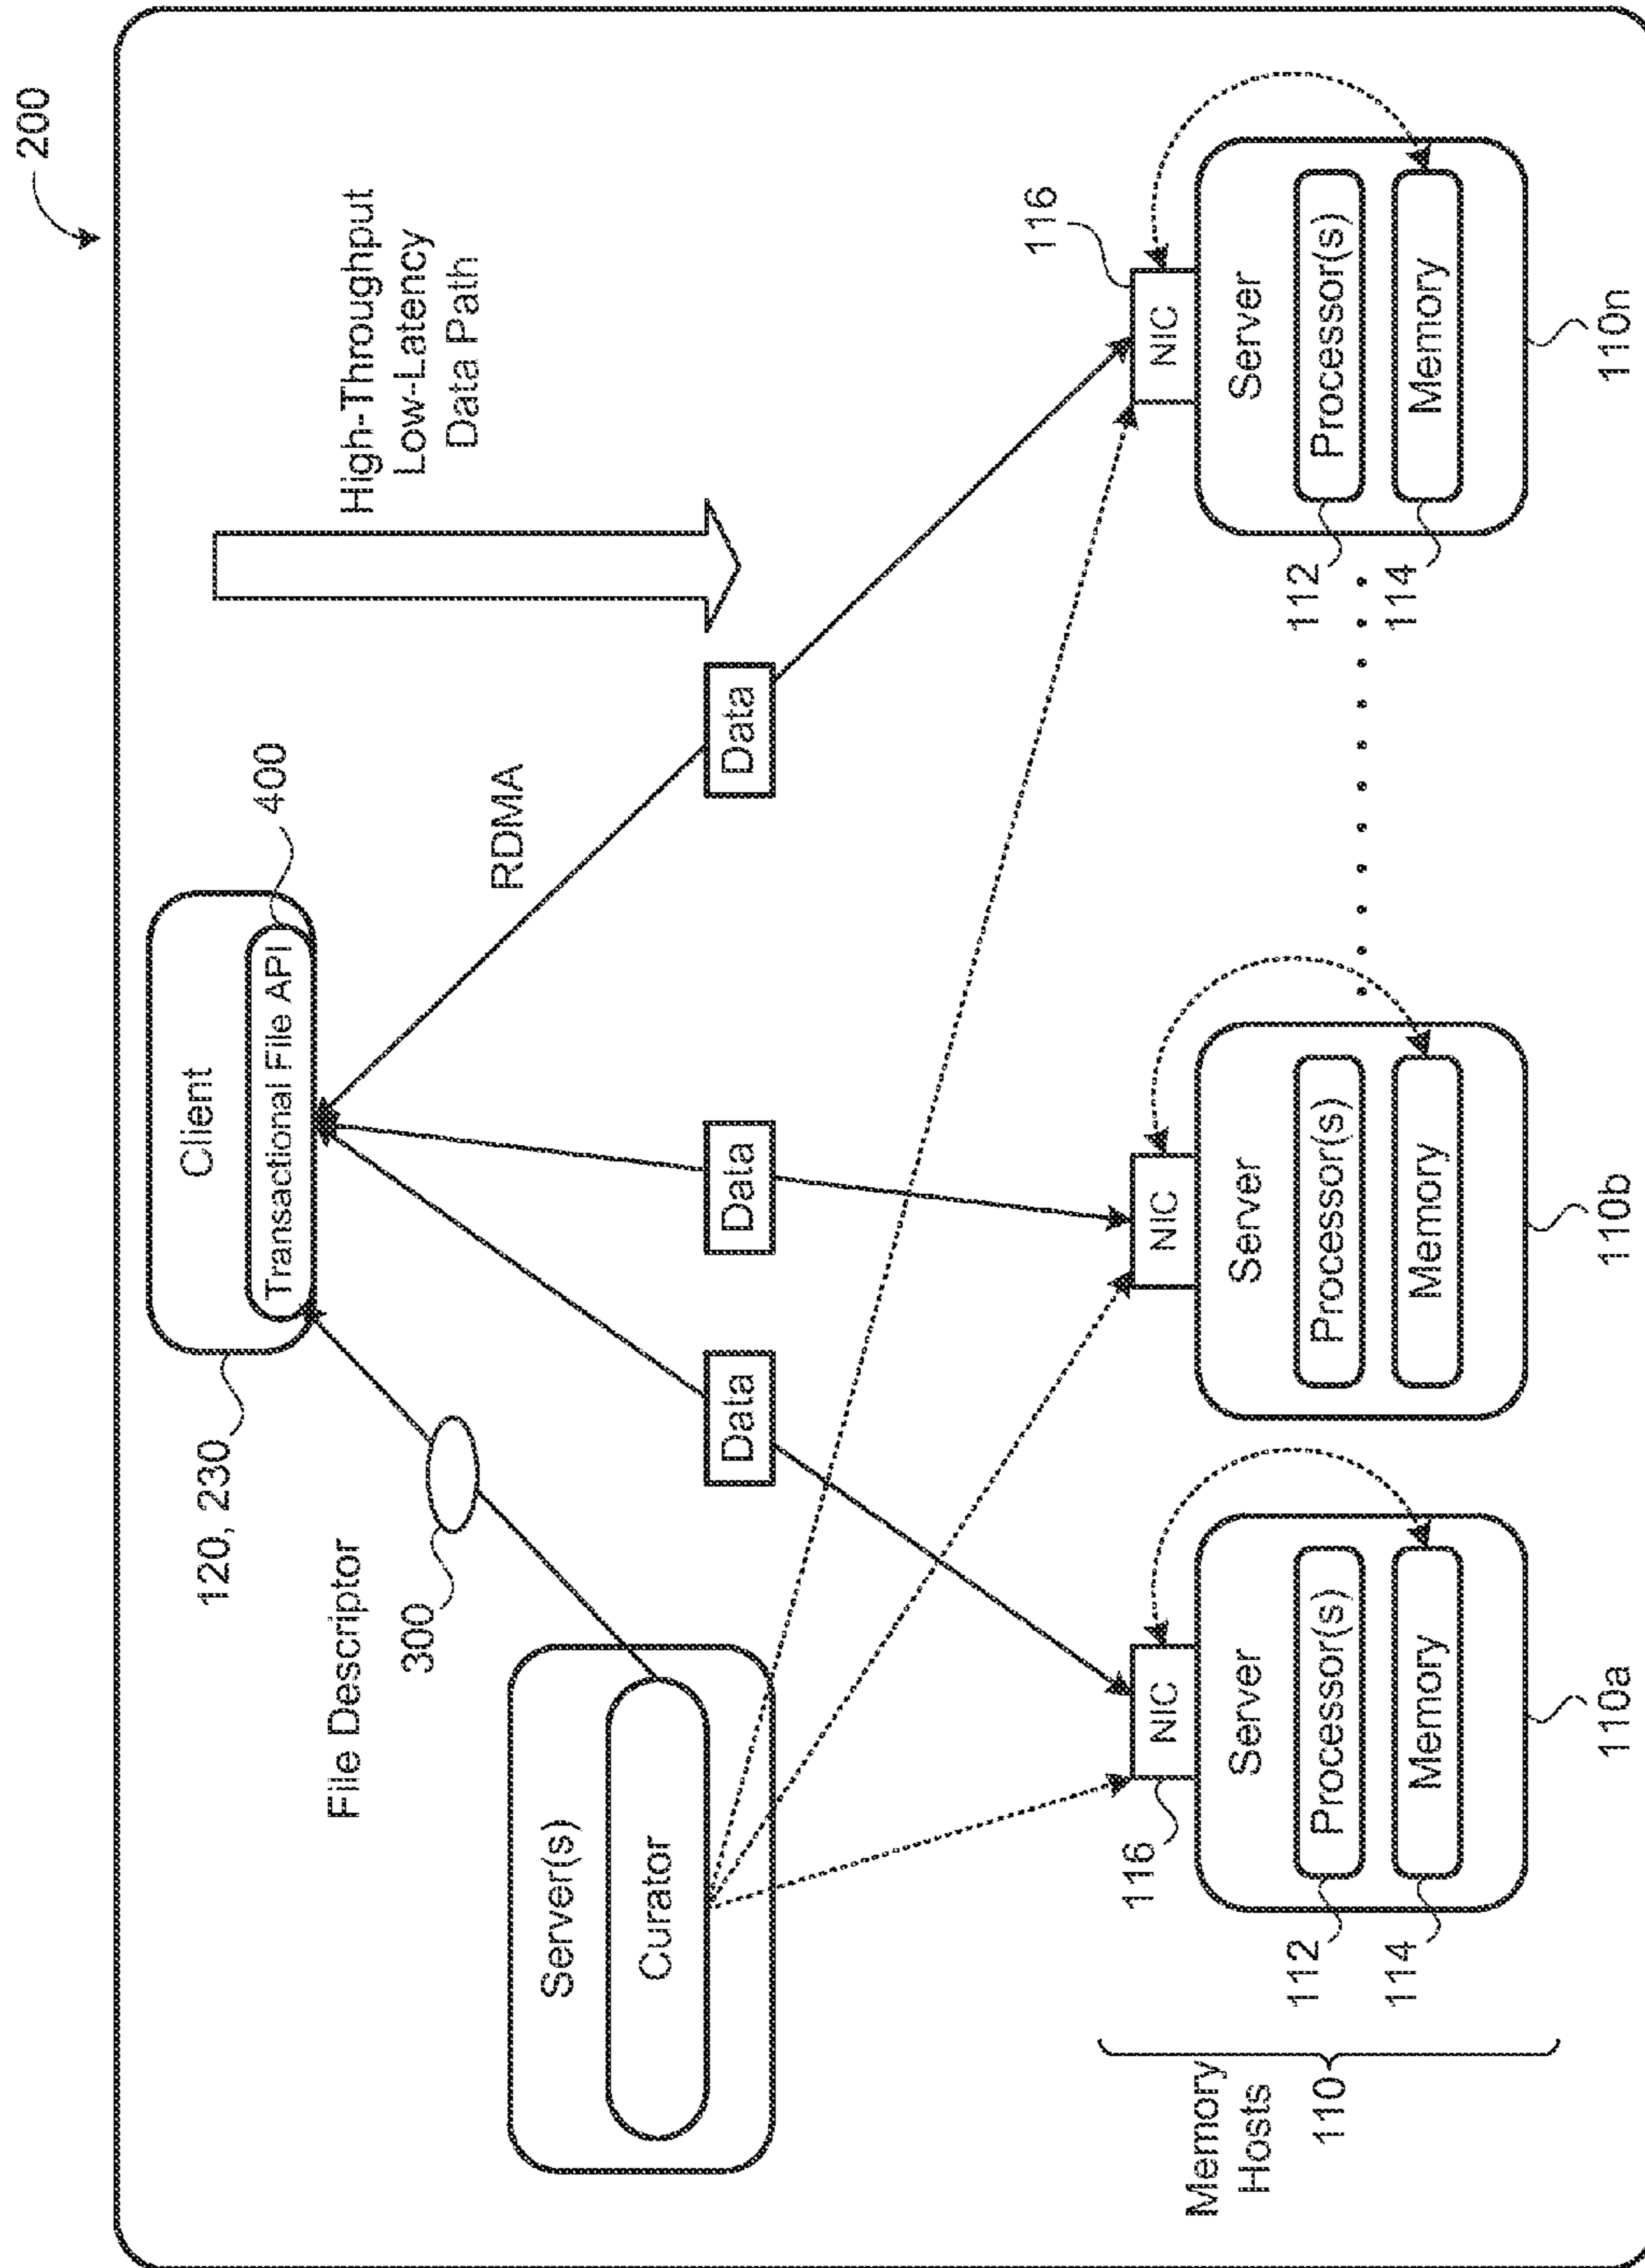 200
Client
Transactional File API
400
120, 230
File Descriptor
300
High-Throughput
Low-Latency
Data Path
RDMA
Server(s)
Curator
Data
Data
Data
116
NIC
NIC
NIC
116
Server
Server
Server
Memory
Hosts
110
112
Processor(s)
Processor(s)
112
Processor(s)
114
Memory
Memory
114
Memory
110a
110b
110n